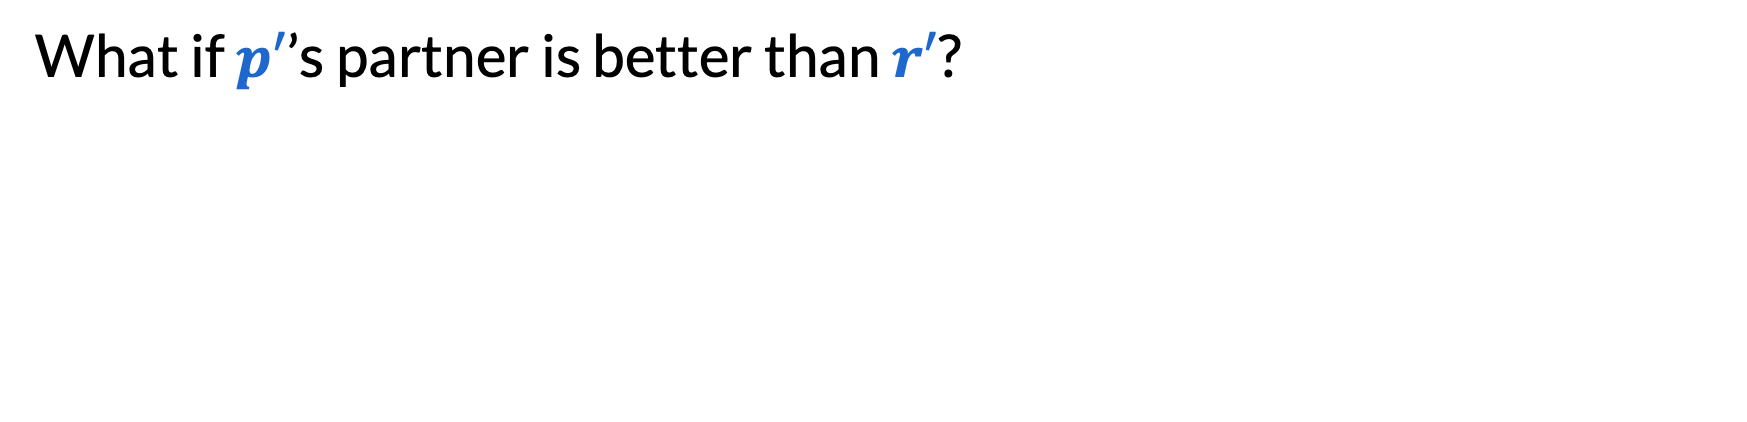 What if p′’s partner is better than r′?